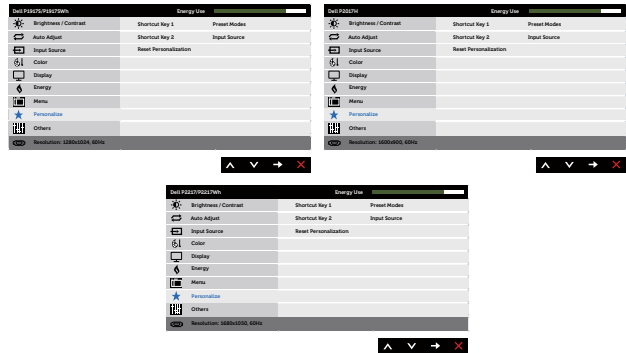 Dell P1917S/P1917SWh Energy Use
Brightness / Contrast Shortcut Key 1 Preset Modes
Auto Adjust Shortcut Key 2 Input Source
Input Source Reset Personalization
Color
Display
Energy
Menu
Personalize
Others
Resolution: 1280x1024, 60Hz
Dell P2017H Energy Use
Brightness / Contrast Shortcut Key 1 Preset Modes
Auto Adjust Shortcut Key 2 Input Source
Input Source Reset Personalization
Color
Display
Energy
Menu
Personalize
Others
Resolution: 1600x900, 60Hz
Dell P2217/P2217Wh Energy Use
Brightness / Contrast Shortcut Key 1 Preset Modes
Auto Adjust Shortcut Key 2 Input Source
Input Source Reset Personalization
Color
Display
Energy
Menu
Personalize
Others
Resolution: 1680x1050, 60Hz